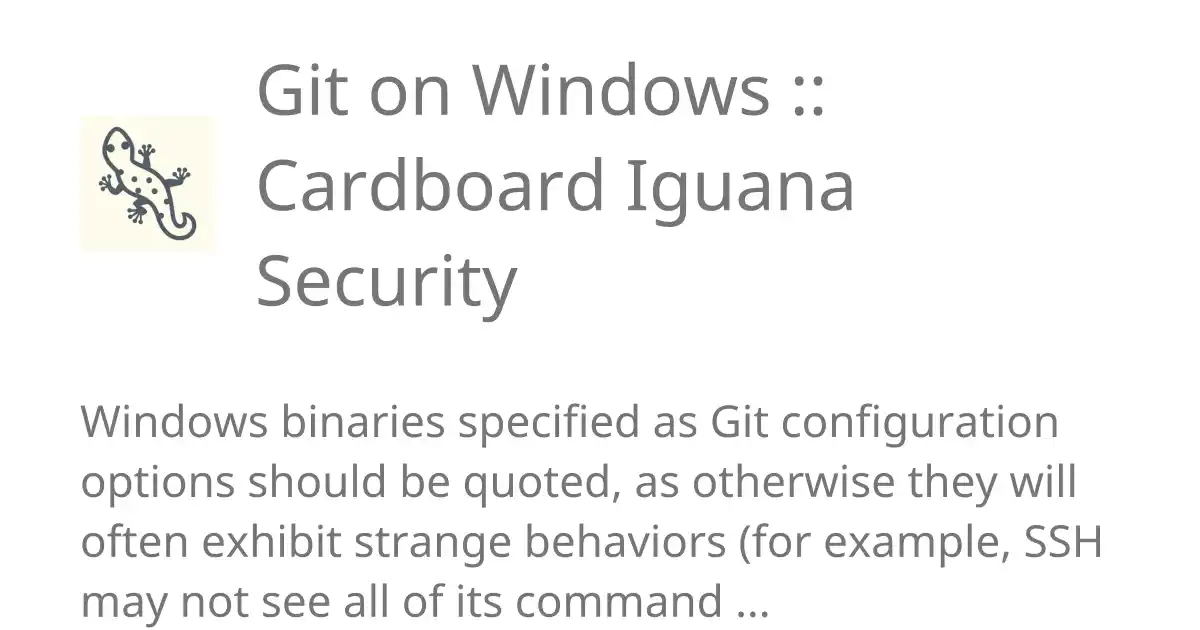 Git on Windows ::
Cardboard Iguana
Security
Windows binaries specified as Git configuration
options should be quoted, as otherwise they will
often exhibit strange behaviors (for example, SSH
may not see all of its command ...